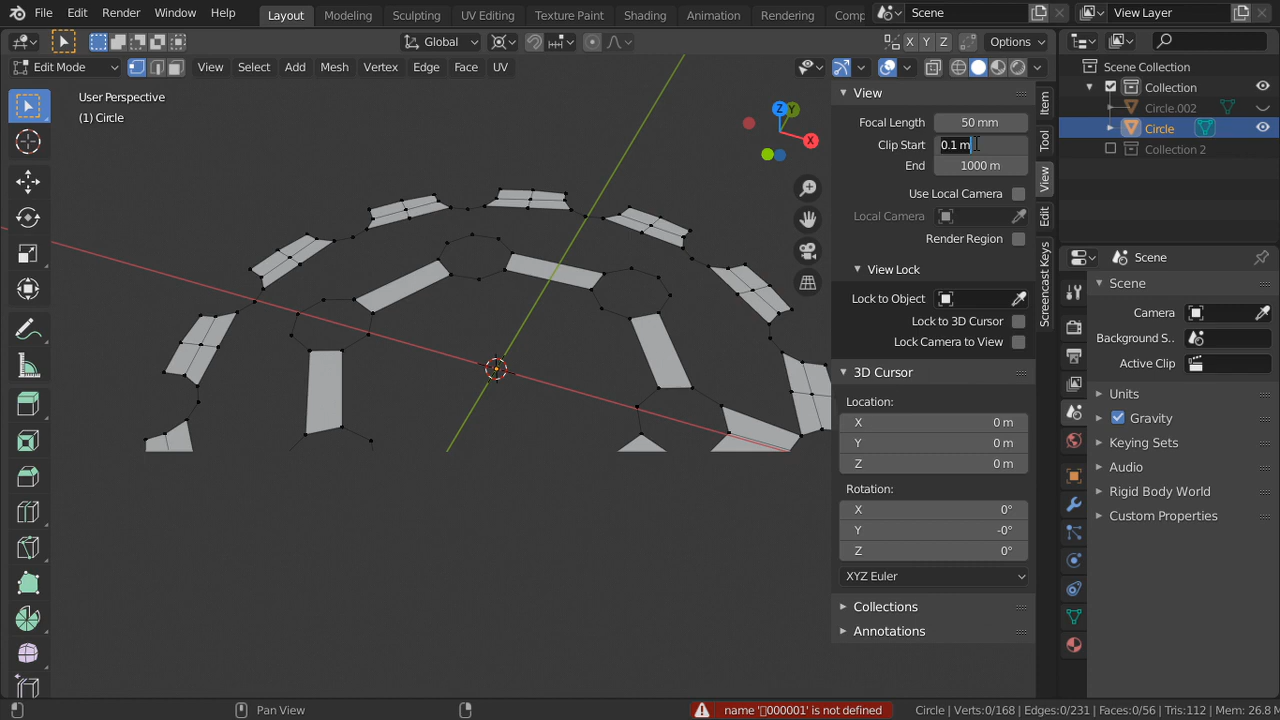 File Edit Render Window Help Layout Modeling Sculpting UV Editing Texture Paint Shading Animation Rendering Comp Scene View Layer
Global X Y Z Options
Edit Mode View Select Add Mesh Vertex Edge Face UV
User Perspective
(1) Circle
Z Y
X
View
Focal Length 50 mm
Clip Start 0.1 m
End 1000 m
Use Local Camera
Local Camera
Render Region
View Lock
Lock to Object
Lock to 3D Cursor
Lock Camera to View
3D Cursor
Location:
X 0 m
Y 0 m
Z 0 m
Rotation:
X 0°
Y -0°
Z 0°
XYZ Euler
Collections
Annotations
Item
Tool
View
Edit
Screencast Keys
Scene Collection
Collection
Circle.002
Circle
Collection 2
Scene
Scene
Camera
Background S..
Active Clip
Units
Gravity
Keying Sets
Audio
Rigid Body World
Custom Properties
Pan View
name '▯000001' is not defined
Circle | Verts:0/168 | Edges:0/231 | Faces:0/56 | Tris:112 | Mem: 26.8 M